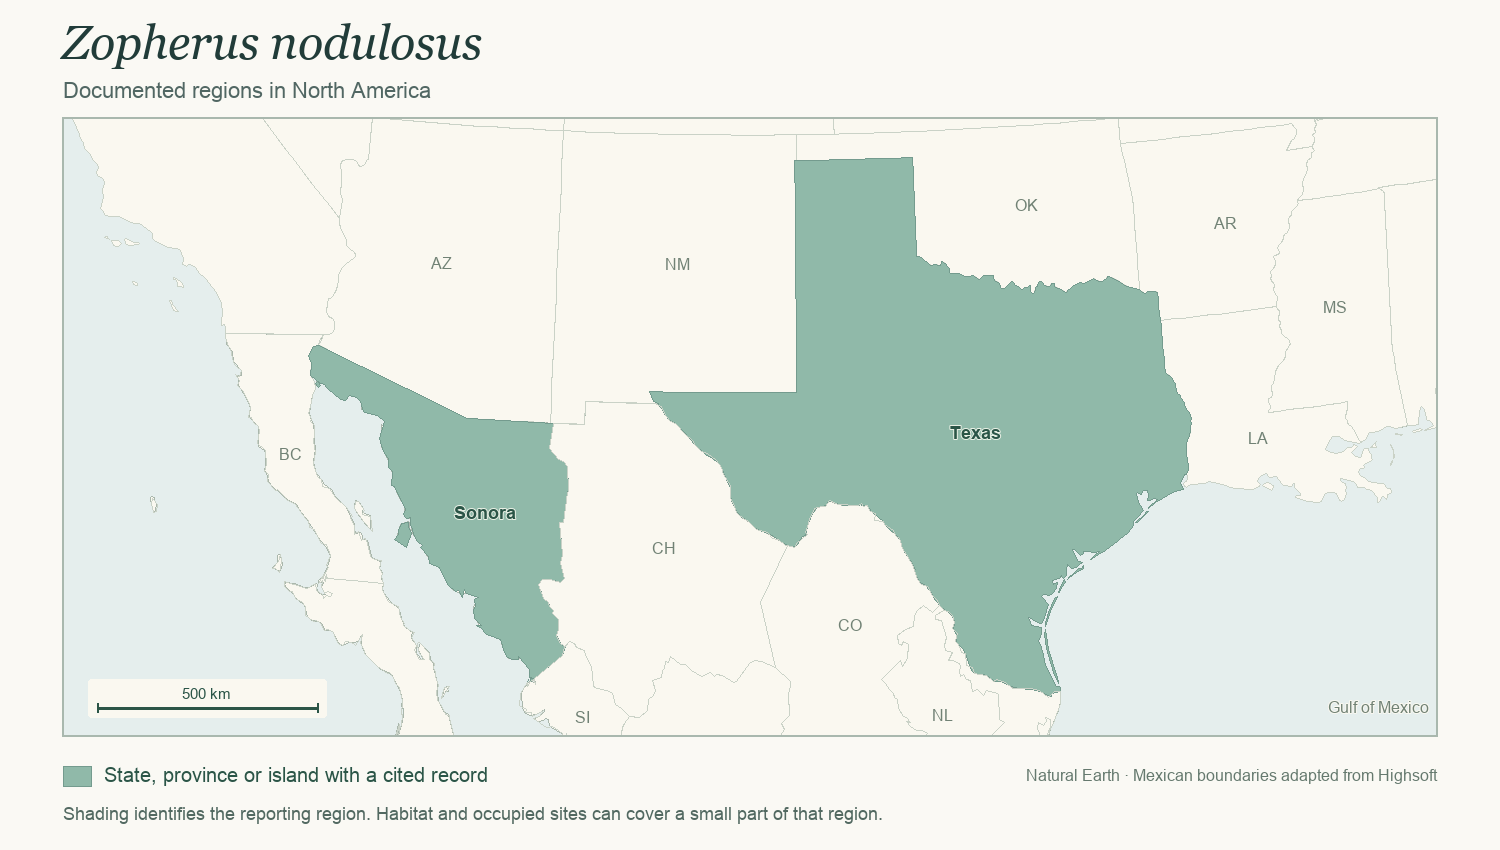 Zopherus nodulosus
Documented regions in North America
OK
AR
AZ
NM
MS
Texas
LA
BC
Sonora
CH
CO
500 km
SI
NL
Gulf of Mexico
State, province or island with a cited record
Natural Earth · Mexican boundaries adapted from Highsoft
Shading identifies the reporting region. Habitat and occupied sites can cover a small part of that region.